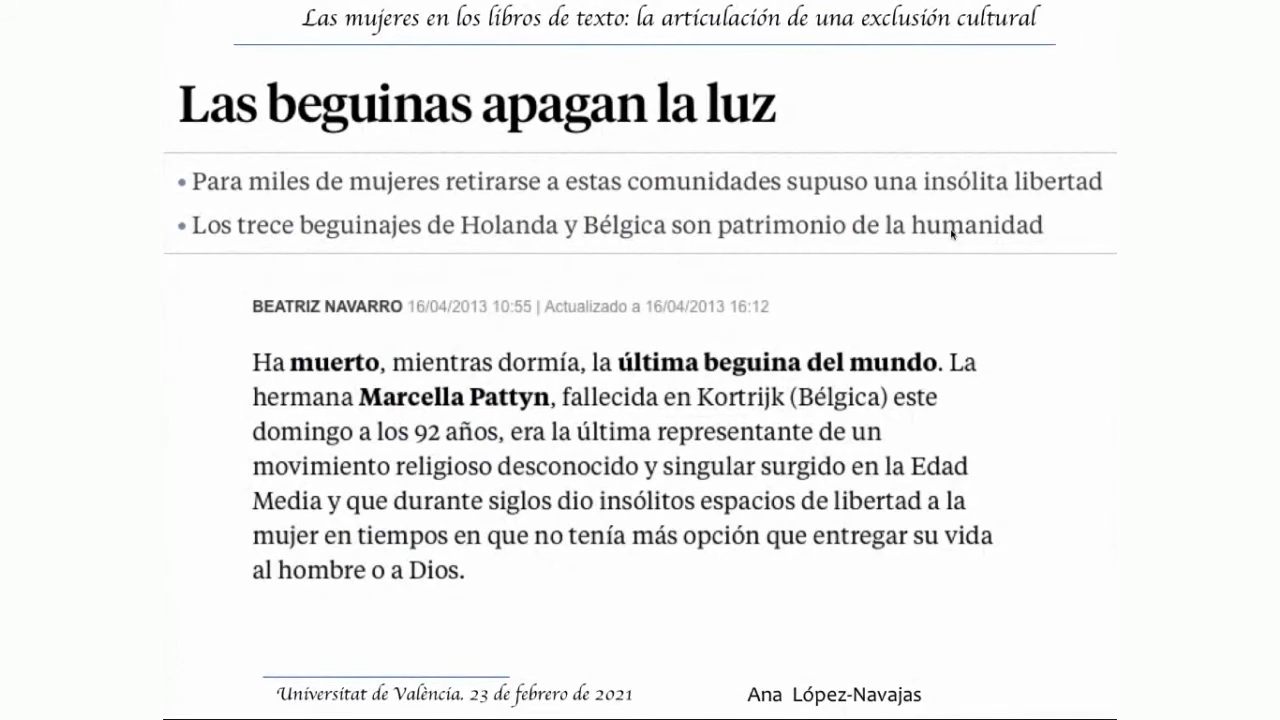 Las mujeres en los libros de texto: la articulación de una exclusión cultural
Las beguinas apagan la luz
• Para miles de mujeres retirarse a estas comunidades supuso una insólita libertad
• Los trece beguinajes de Holanda y Bélgica son patrimonio de la humanidad
BEATRIZ NAVARRO 16/04/2013 10:55 | Actualizado a 16/04/2013 16:12
Ha muerto, mientras dormía, la última beguina del mundo. La
hermana Marcella Pattyn, fallecida en Kortrijk (Bélgica) este
domingo a los 92 años, era la última representante de un
movimiento religioso desconocido y singular surgido en la Edad
Media y que durante siglos dio insólitos espacios de libertad a la
mujer en tiempos en que no tenía más opción que entregar su vida
al hombre o a Dios.
Universitat de València. 23 de febrero de 2021
Ana López-Navajas